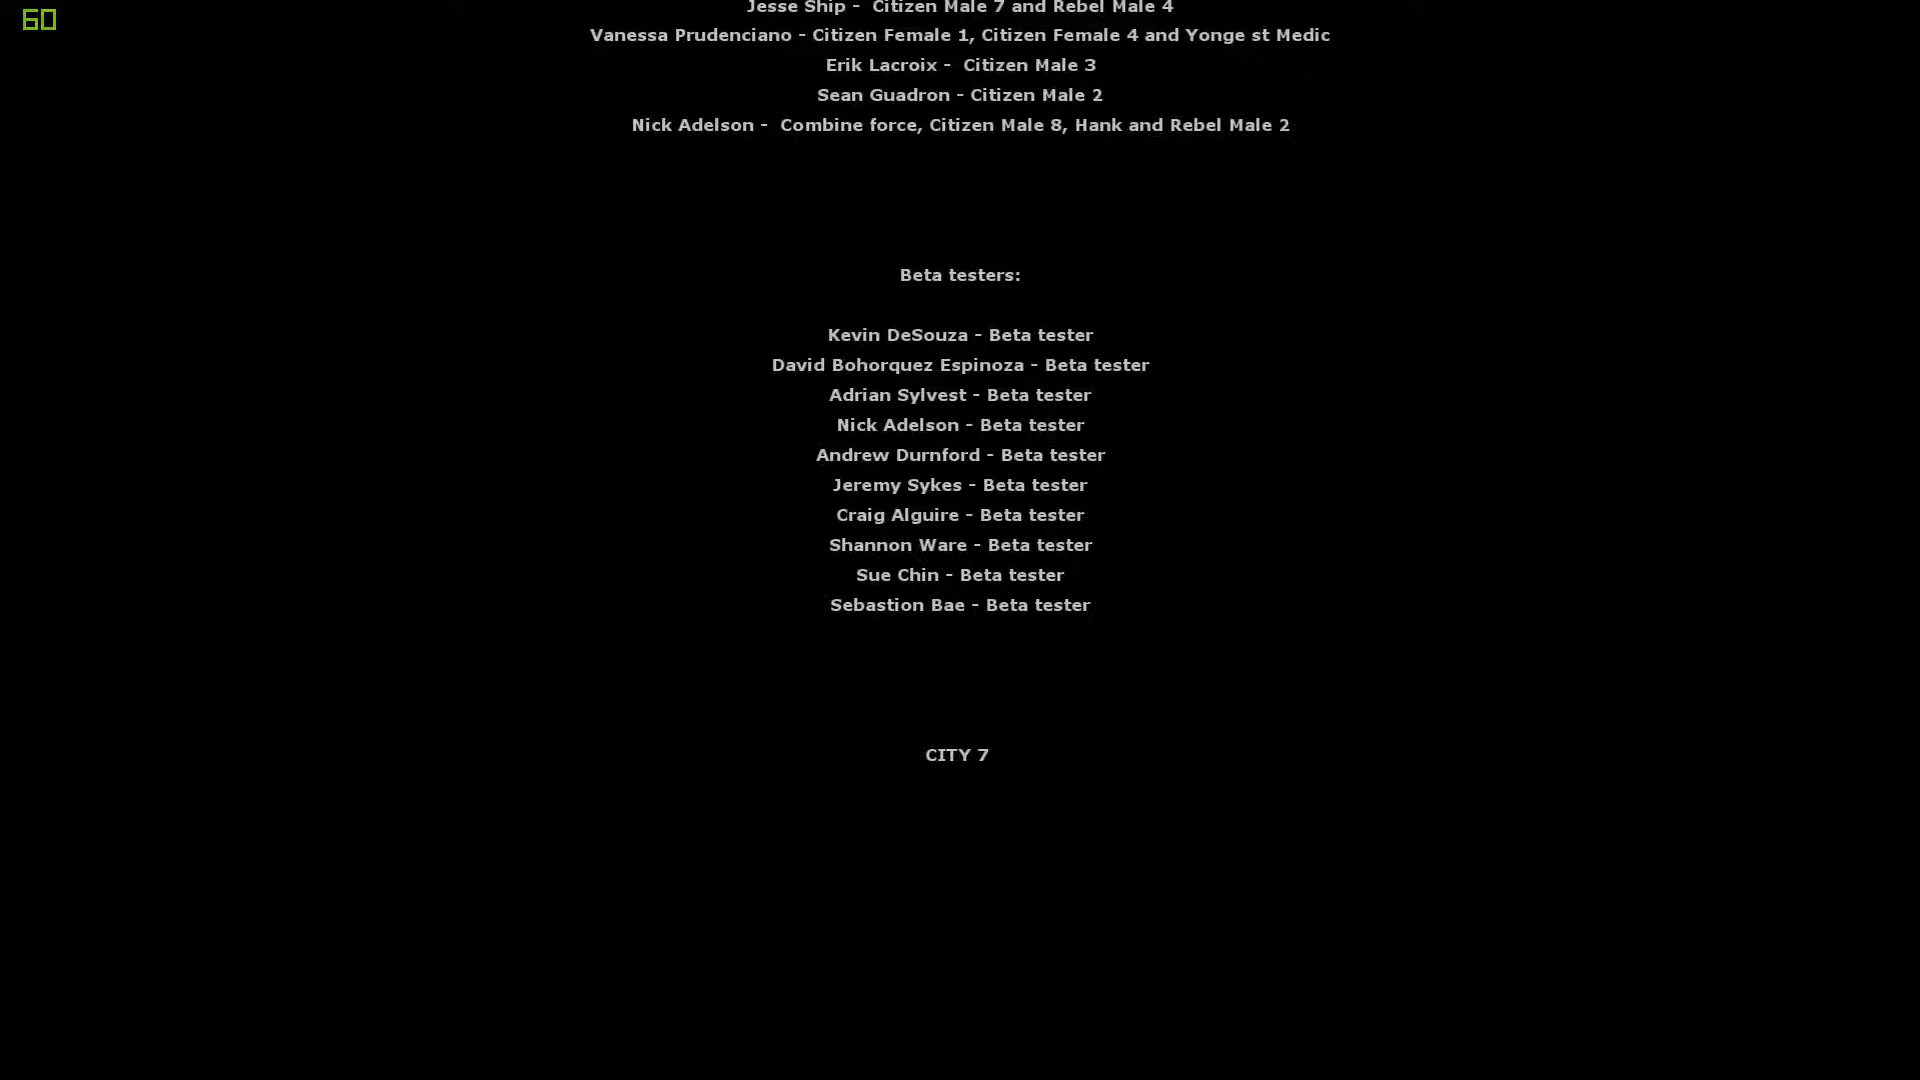 60
Jesse Ship -  Citizen Male 7 and Rebel Male 4
Vanessa Prudenciano - Citizen Female 1, Citizen Female 4 and Yonge st Medic
Erik Lacroix -  Citizen Male 3
Sean Guadron - Citizen Male 2
Nick Adelson -  Combine force, Citizen Male 8, Hank and Rebel Male 2
Beta testers:
Kevin DeSouza - Beta tester
David Bohorquez Espinoza - Beta tester
Adrian Sylvest - Beta tester
Nick Adelson - Beta tester
Andrew Durnford - Beta tester
Jeremy Sykes - Beta tester
Craig Alguire - Beta tester
Shannon Ware - Beta tester
Sue Chin - Beta tester
Sebastion Bae - Beta tester
CITY 7